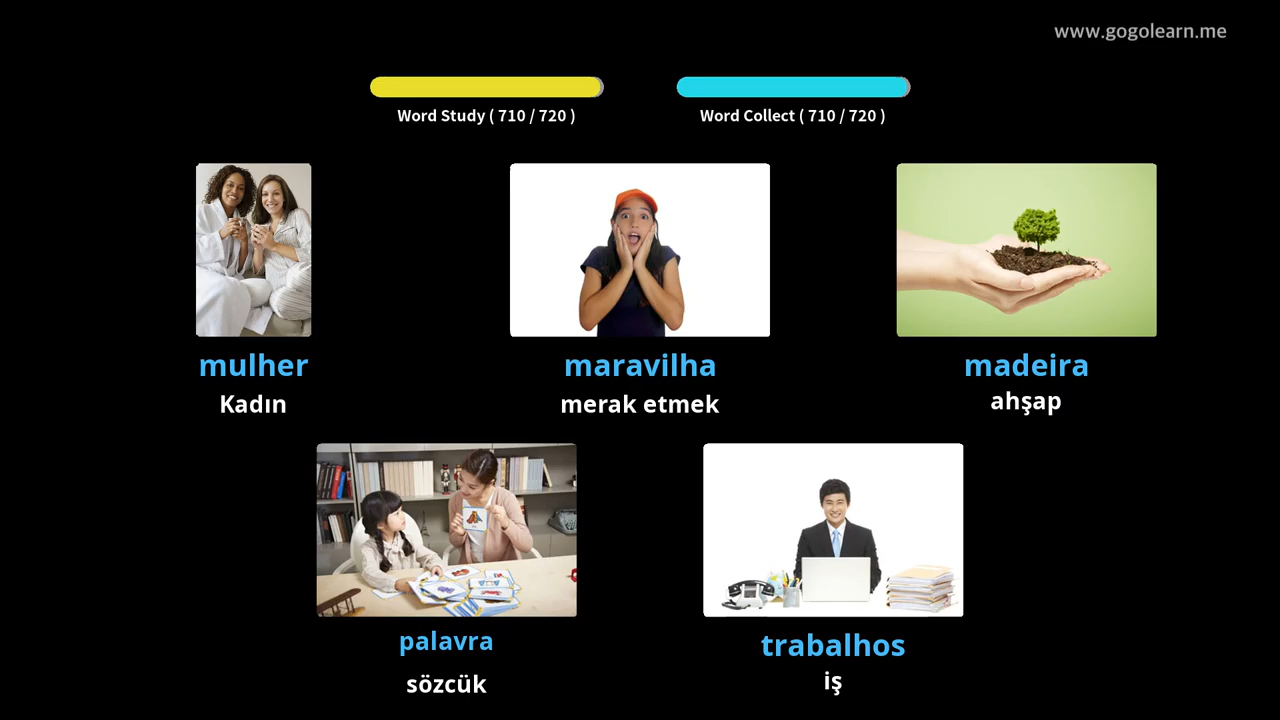 www.gogolearn.me
Word Study ( 710 / 720 )
Word Collect ( 710 / 720 )
mulher
Kadın
maravilha
merak etmek
madeira
ahşap
palavra
sözcük
trabalhos
iş